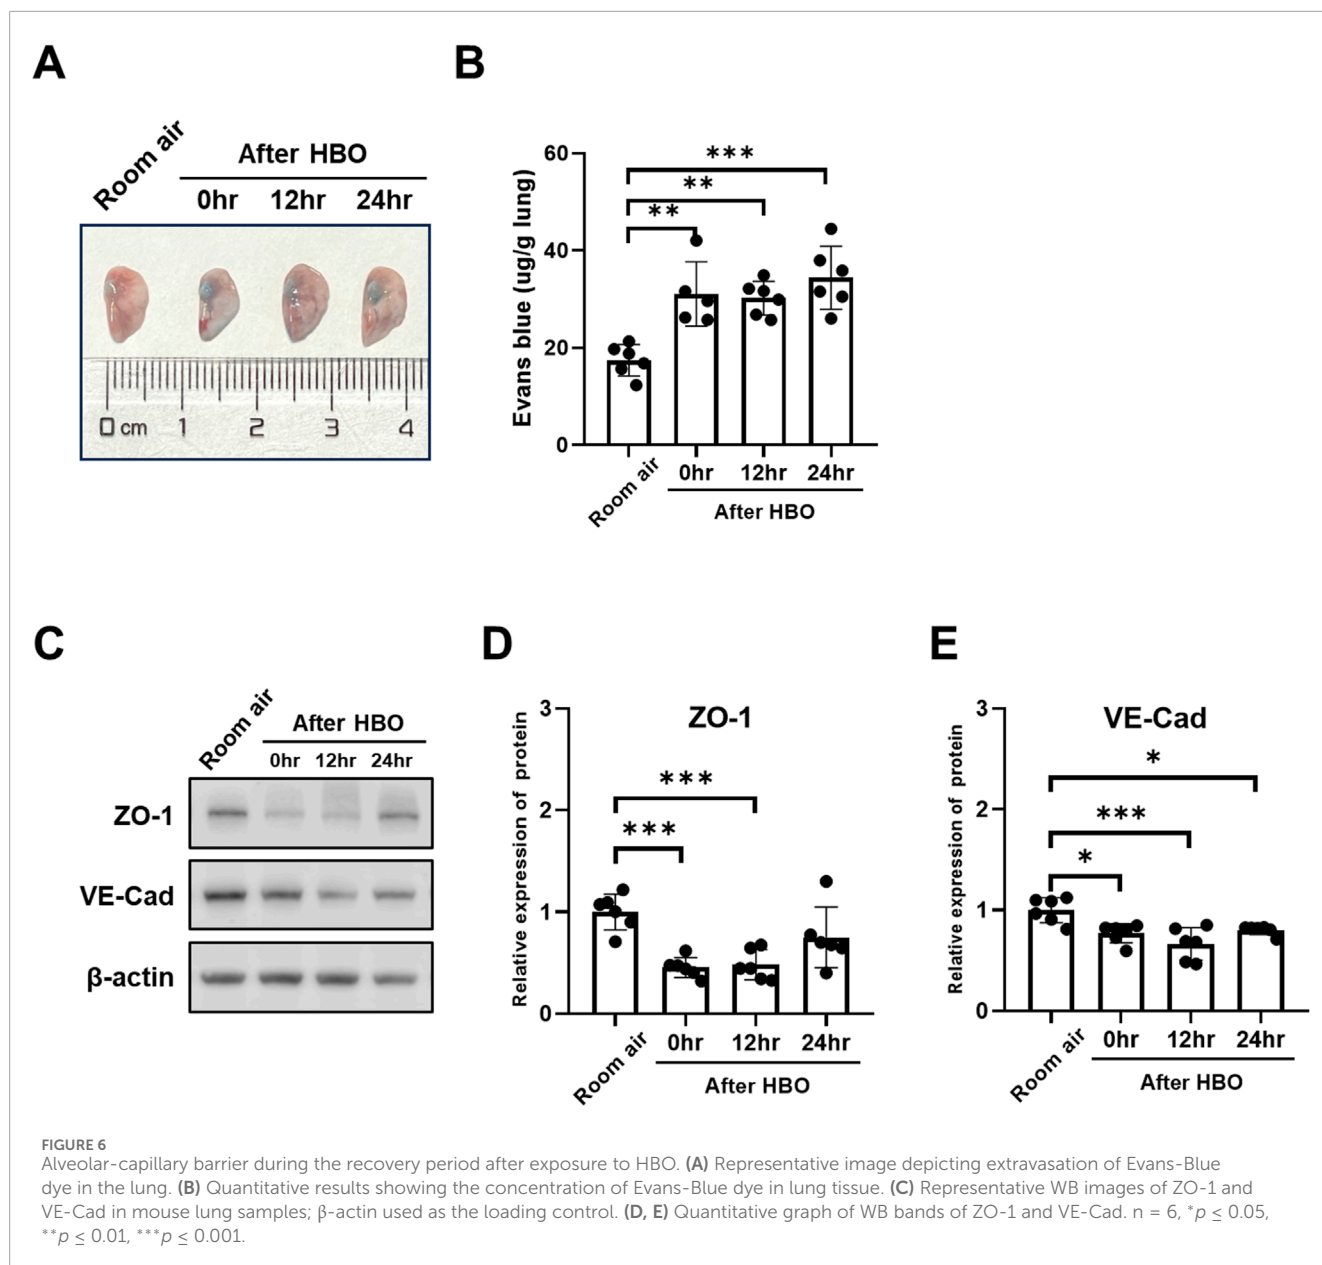 A
Room air
After HBO
0hr 12hr 24hr
0 cm 1 2 3 4
B
Evans blue (ug/g lung)
60
40
20
0
***
**
**
Room air
0hr 12hr 24hr
After HBO
C
Room air
After HBO
0hr 12hr 24hr
ZO-1
VE-Cad
β-actin
D
ZO-1
Relative expression of protein
3
2
1
0
***
***
Room air
0hr 12hr 24hr
After HBO
E
VE-Cad
Relative expression of protein
3
2
1
0
*
***
*
Room air
0hr 12hr 24hr
After HBO
FIGURE 6
Alveolar-capillary barrier during the recovery period after exposure to HBO. (A) Representative image depicting extravasation of Evans-Blue
dye in the lung. (B) Quantitative results showing the concentration of Evans-Blue dye in lung tissue. (C) Representative WB images of ZO-1 and
VE-Cad in mouse lung samples; β-actin used as the loading control. (D, E) Quantitative graph of WB bands of ZO-1 and VE-Cad. n = 6, *p ≤ 0.05,
**p ≤ 0.01, ***p ≤ 0.001.